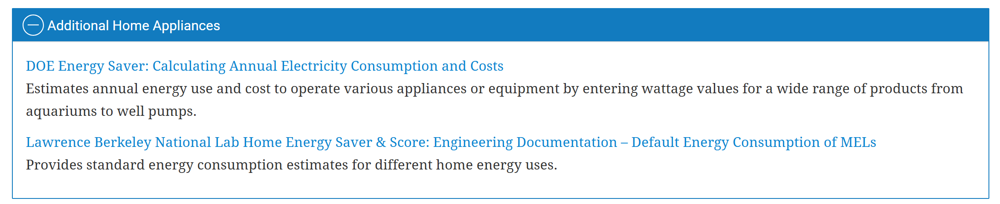 Additional Home Appliances
DOE Energy Saver: Calculating Annual Electricity Consumption and Costs
Estimates annual energy use and cost to operate various appliances or equipment by entering wattage values for a wide range of products from
aquariums to well pumps.
Lawrence Berkeley National Lab Home Energy Saver & Score: Engineering Documentation – Default Energy Consumption of MELs
Provides standard energy consumption estimates for different home energy uses.